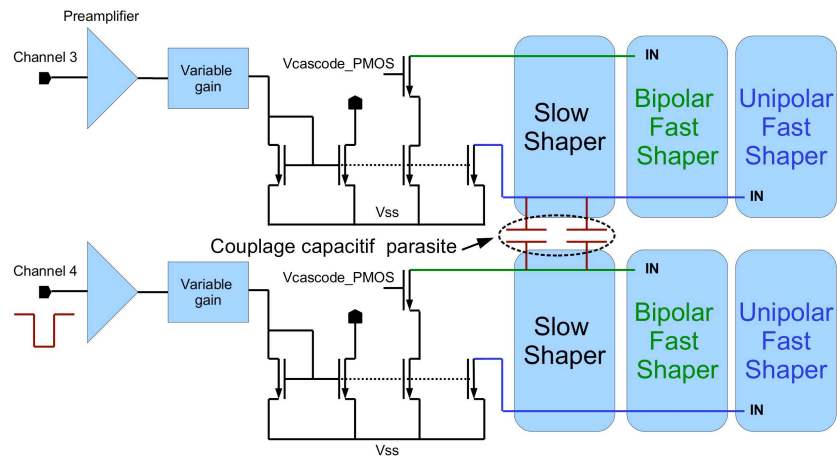 Preamplifier
Channel 3
Variable
gain
Vcascode_PMOS
Vss
Slow
Shaper
IN
Bipolar
Fast
Shaper
Unipolar
Fast
Shaper
IN
Couplage capacitif parasite
Channel 4
Variable
gain
Vcascode_PMOS
Vss
Slow
Shaper
IN
Bipolar
Fast
Shaper
Unipolar
Fast
Shaper
IN